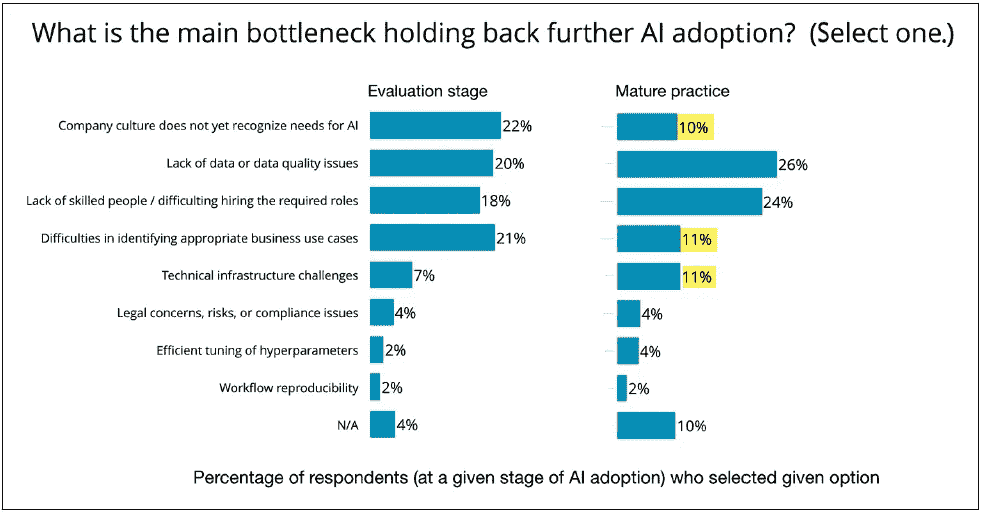 What is the main bottleneck holding back further AI adoption? (Select one.)
Evaluation stage Mature practice
Company culture does not yet recognize needs for AI 22% 10%
Lack of data or data quality issues 20% 26%
Lack of skilled people / difficulting hiring the required roles 18% 24%
Difficulties in identifying appropriate business use cases 21% 11%
Technical infrastructure challenges 7% 11%
Legal concerns, risks, or compliance issues 4% 4%
Efficient tuning of hyperparameters 2% 4%
Workflow reproducibility 2% 2%
N/A 4% 10%
Percentage of respondents (at a given stage of AI adoption) who selected given option